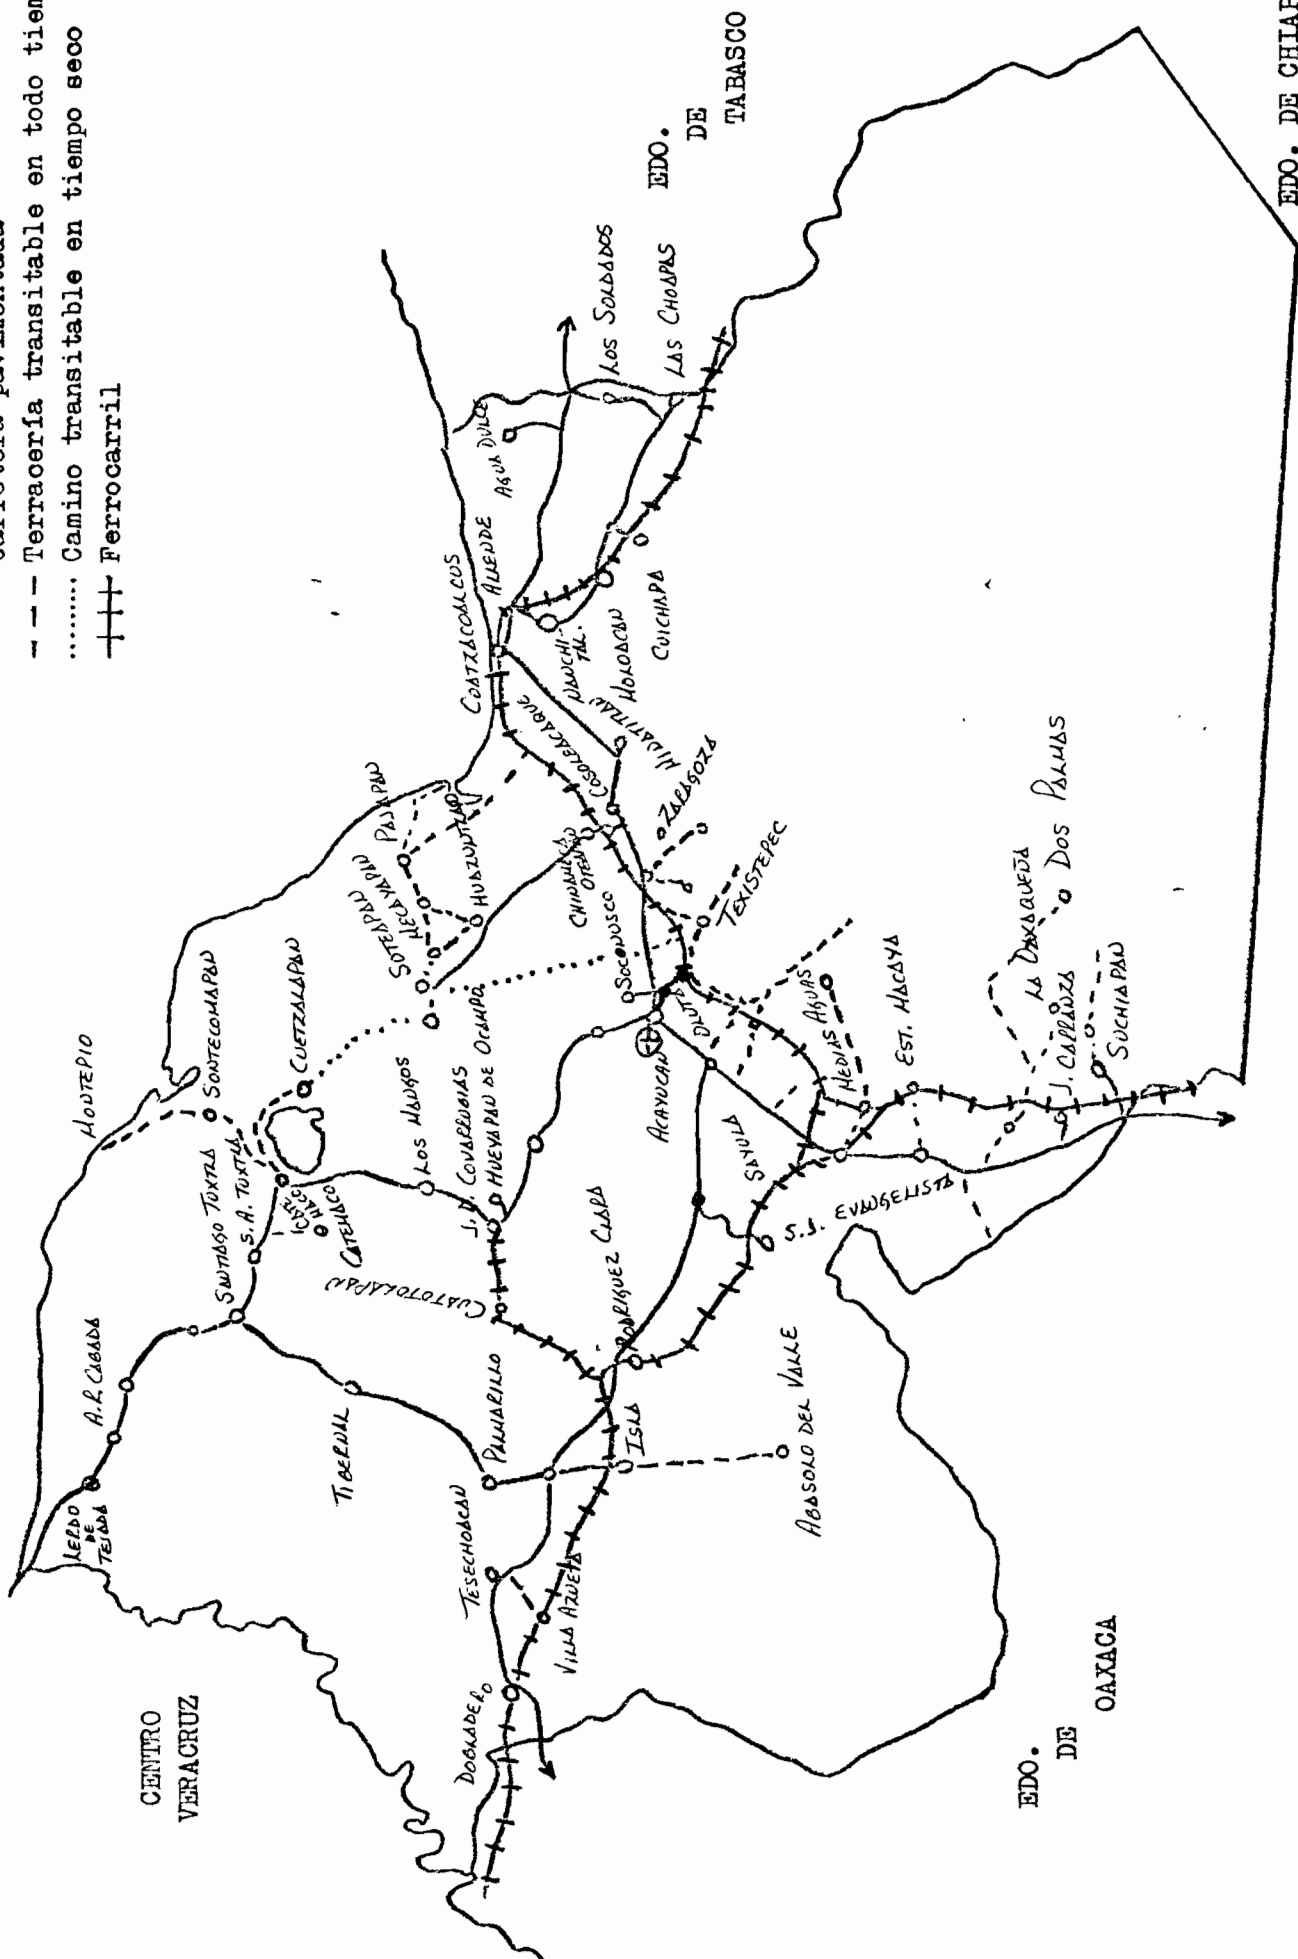 --- Terracería transitable en todo tiem
......... Camino transitable en tiempo seco
Ferrocarril
CENTRO
VERACRUZ
EDO.
DE
TABASCO
EDO.
DE
OAXACA
EDO. DE CHIAP
LERDO
DE
TEJADA
A.R. CABADA
SANTIAGO TUXTLA
S.A. TUXTLA
CATEMACO
MONTEPIO
SONTECOMAPAN
CUETZALAPAN
TIBERNAL
LOS MANGOS
J.D. COVARRUBIAS
HUEYAPAN DE OCAMPO
CUATOTOLAPAN
PALMARILLO
TESECHOACAN
DOBLADERO
VILLA AZUETA
ISLA
RODRIGUEZ CLARA
ABASOLO DEL VALLE
SOTEAPAN
MECAYAPAN
PAJAPAN
HUAZUNTLAN
COATZACOALCOS
ALLENDE
AGUA DULCE
LOS SOLDADOS
LAS CHOAPAS
NANCHI-
TAL.
MOLOACAN
CUICHAPA
COSOLEACAQUE
MINATITLAN
ZARAGOZA
CHINAMECA
OTEAPAN
TEXISTEPEC
SOCONUSCO
OLUTA
ACAYUCAN
SAYULA
MEDIAS AGUAS
EST. MACAYA
J.S. EVANGELISTA
LA OAXAQUEÑA
DOS PALMAS
J. CARRANZA
SUCHIAPAN